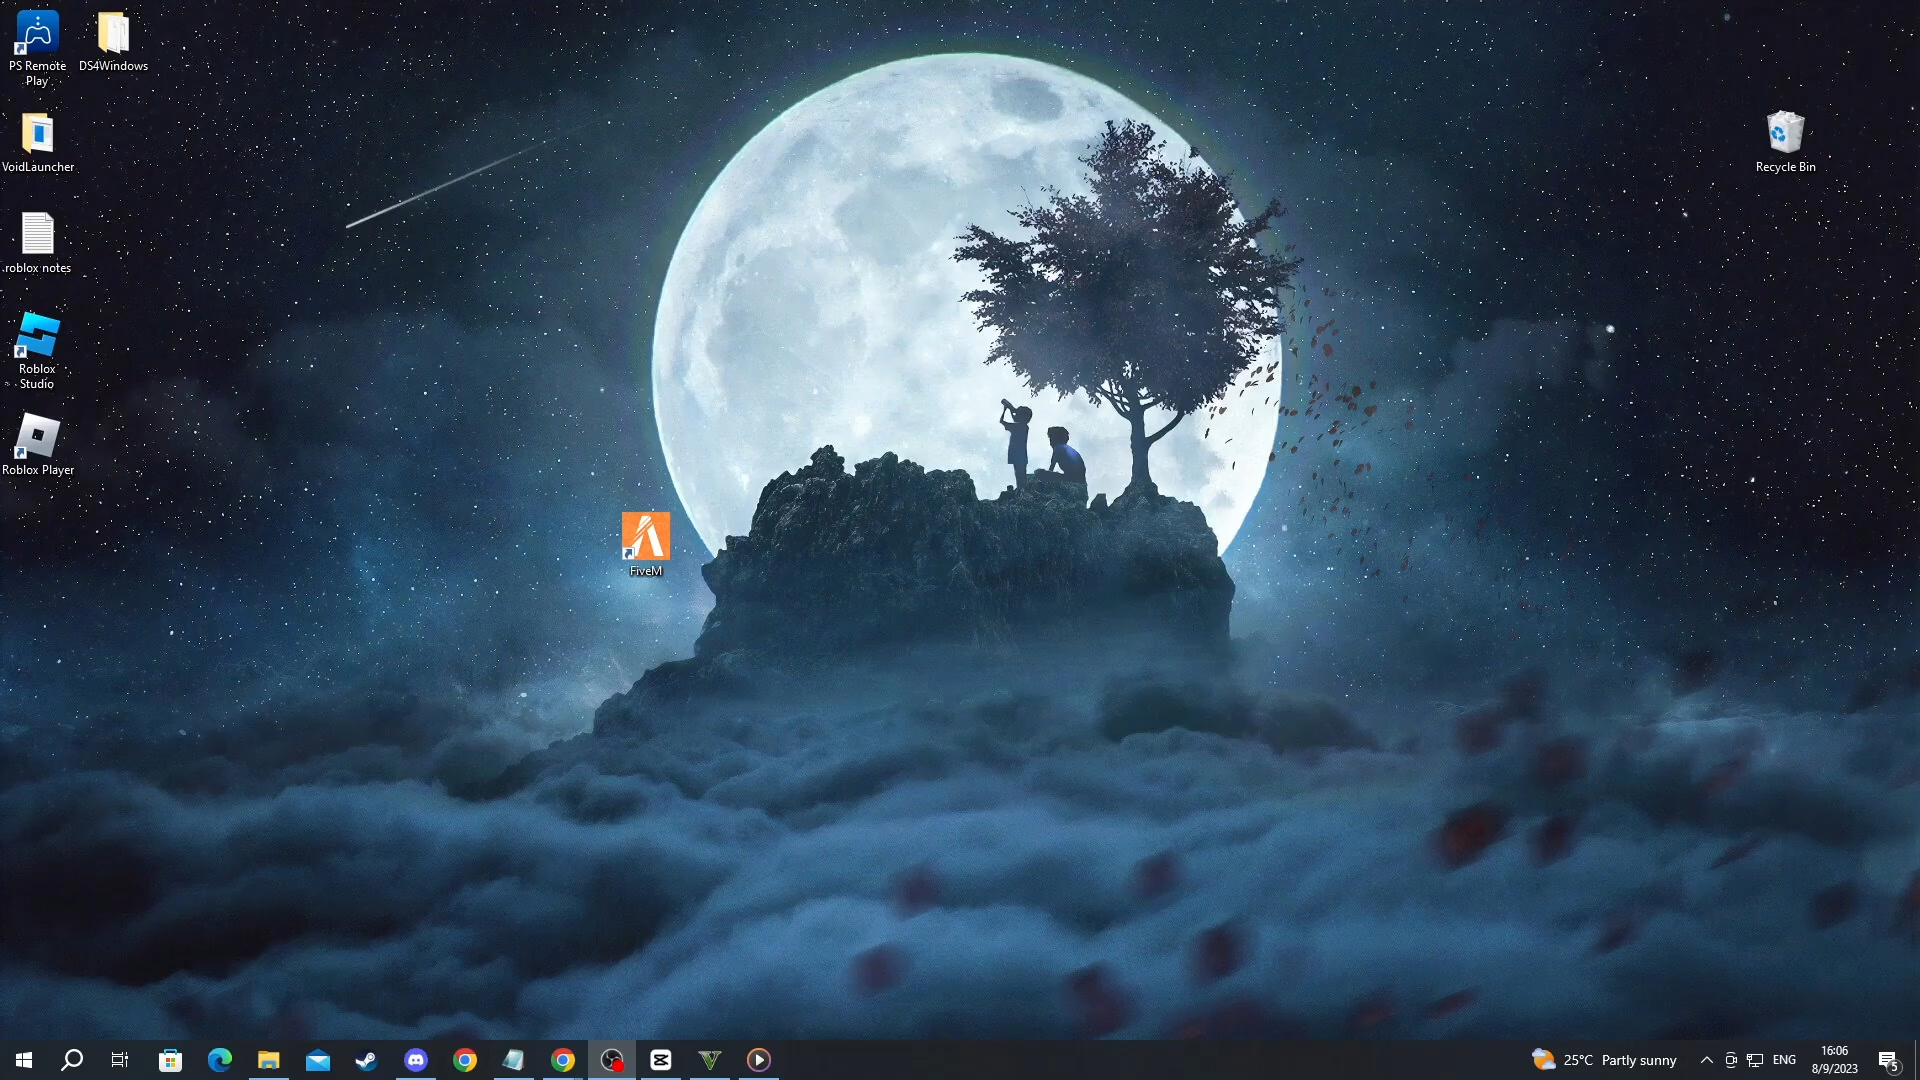 PS Remote
Play
DS4Windows
VoidLauncher
.roblox notes
Roblox
Studio
Roblox Player
FiveM
Recycle Bin
25°C Partly sunny
ENG
16:06
8/9/2023
5